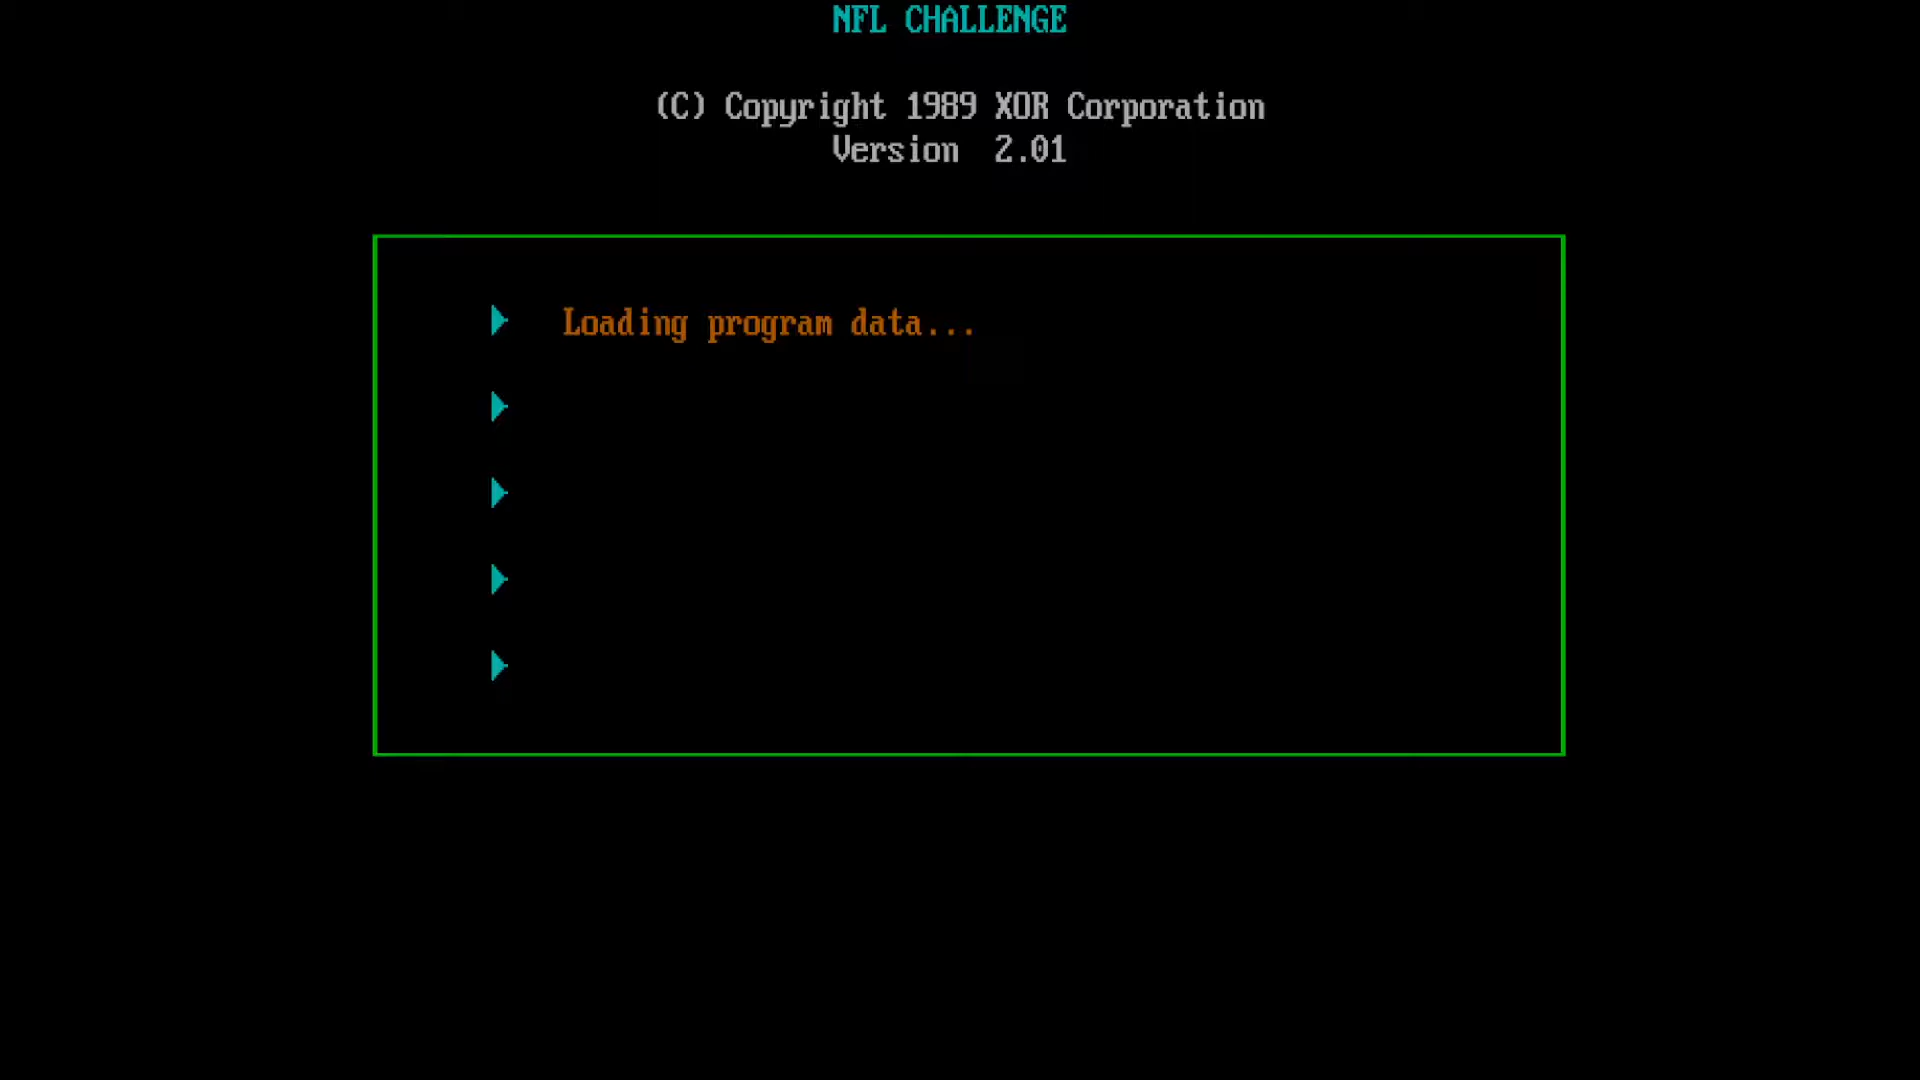 NFL CHALLENGE
(C) Copyright 1989 XOR Corporation
Version  2.01
Loading program data...